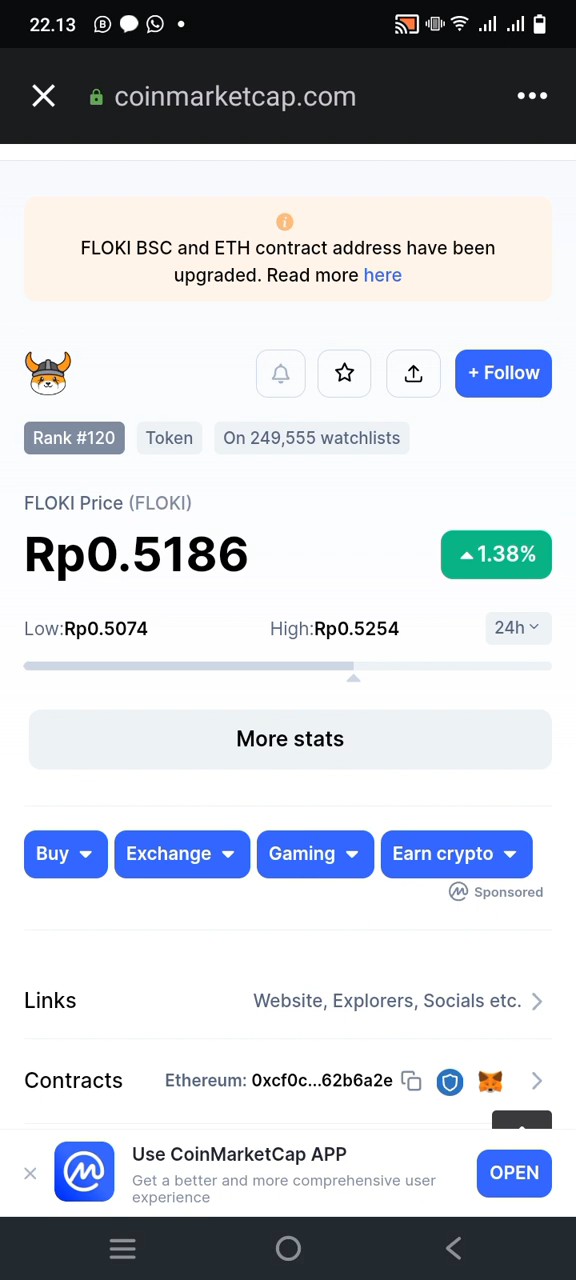 22.13
coinmarketcap.com
FLOKI BSC and ETH contract address have been
upgraded. Read more here
+ Follow
Rank #120 Token On 249,555 watchlists
FLOKI Price (FLOKI)
Rp0.5186 1.38%
Low:Rp0.5074 High:Rp0.5254 24h
More stats
Buy Exchange Gaming Earn crypto
Sponsored
Links Website, Explorers, Socials etc.
Contracts Ethereum: 0xcf0c...62b6a2e
Use CoinMarketCap APP
Get a better and more comprehensive user
experience
OPEN